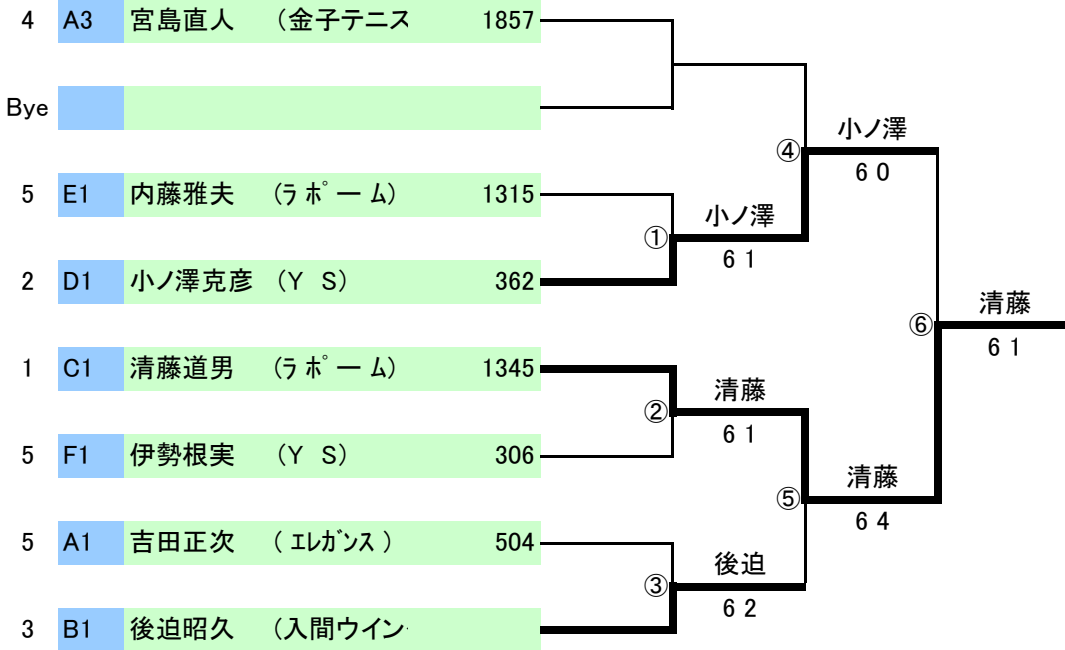 4 A3 宮島直人 （金子テニス 1857
Bye
小ノ澤
④
6 0
5 E1 内藤雅夫 (ラポーム) 1315
小ノ澤
①
6 1
2 D1 小ノ澤克彦 （Y S） 362
清藤
⑥
6 1
1 C1 清藤道男 (ラポーム) 1345
清藤
②
6 1
5 F1 伊勢根実 （Y S） 306
清藤
⑤
6 4
5 A1 吉田正次 （エレガンス） 504
後迫
③
6 2
3 B1 後迫昭久 （入間ウイン